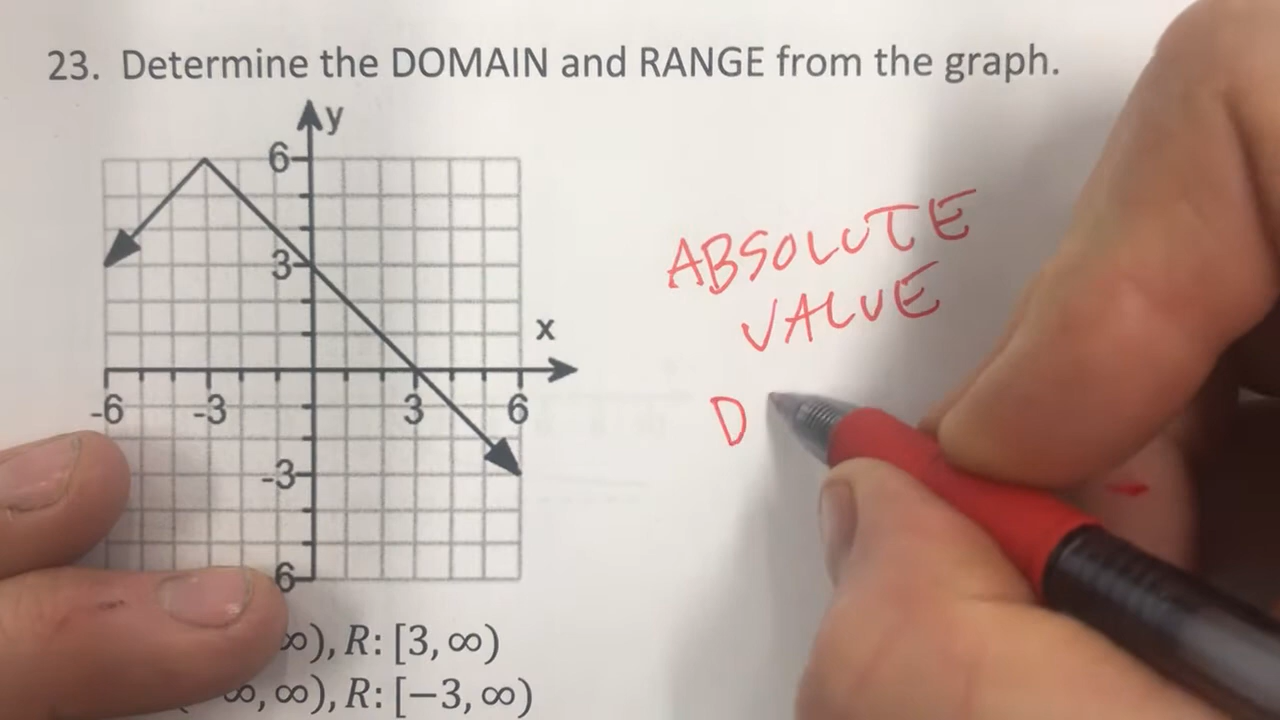 23. Determine the DOMAIN and RANGE from the graph.
y
6
3
x
-6 -3 3 6
-3
6
ABSOLUTE
VALUE
D
∞), R: [3, ∞)
∞, ∞), R: [−3, ∞)